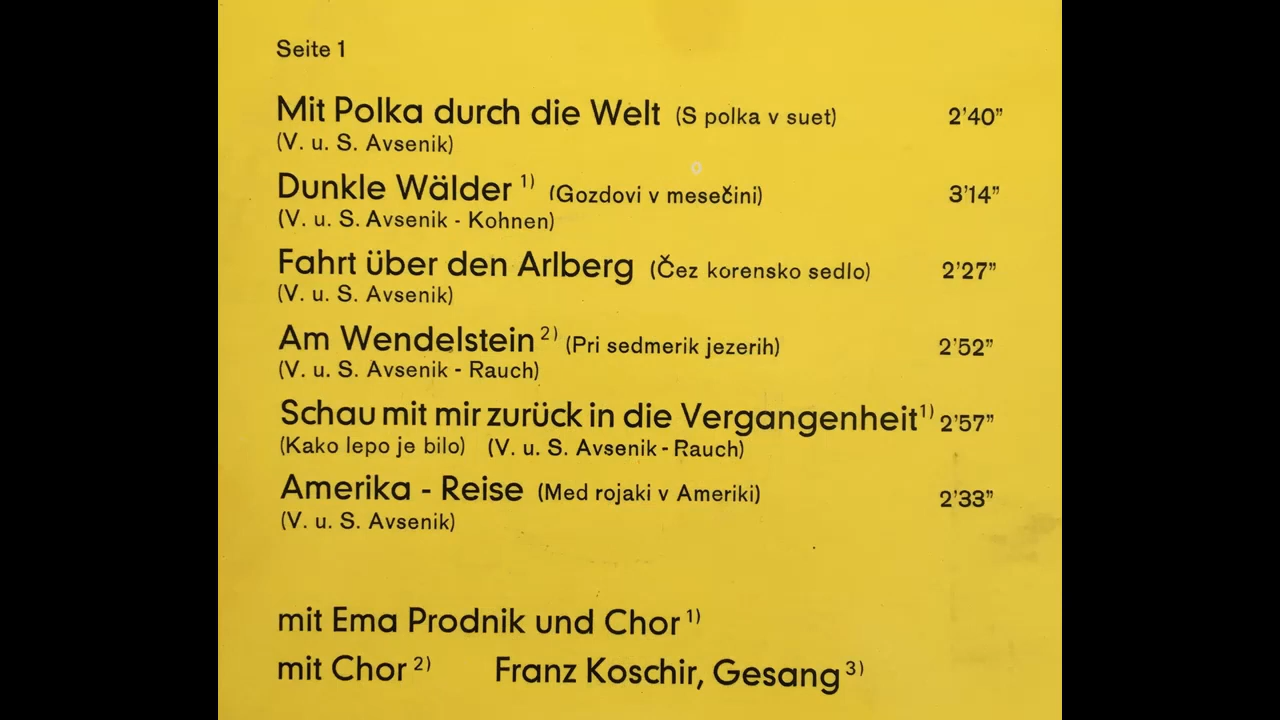 Seite 1
Mit Polka durch die Welt (S polka v suet) 2'40"
(V. u. S. Avsenik)
Dunkle Wälder 1) (Gozdovi v mesečini) 3'14"
(V. u. S. Avsenik - Kohnen)
Fahrt über den Arlberg (Čez korensko sedlo) 2'27"
(V. u. S. Avsenik)
Am Wendelstein 2) (Pri sedmerik jezerih) 2'52"
(V. u. S. Avsenik - Rauch)
Schau mit mir zurück in die Vergangenheit 1) 2'57"
(Kako lepo je bilo) (V. u. S. Avsenik - Rauch)
Amerika - Reise (Med rojaki v Ameriki) 2'33"
(V. u. S. Avsenik)
mit Ema Prodnik und Chor 1)
mit Chor 2) Franz Koschir, Gesang 3)